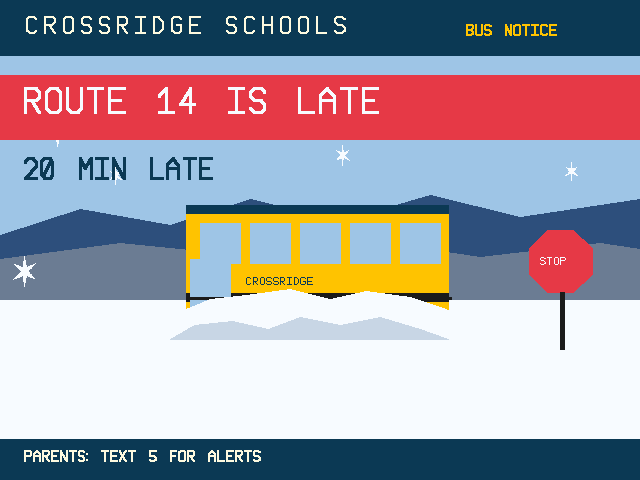 CROSSRIDGE SCHOOLS
BUS NOTICE
ROUTE 14 IS LATE
20 MIN LATE
CROSSRIDGE
STOP
PARENTS: TEXT 5 FOR ALERTS